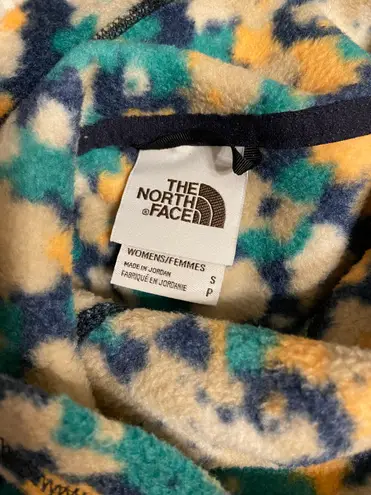 THE
NORTH
®FACE
WOMENS/FEMMES
MADE IN JORDAN S
FABRIQUÉ EN JORDANIE P